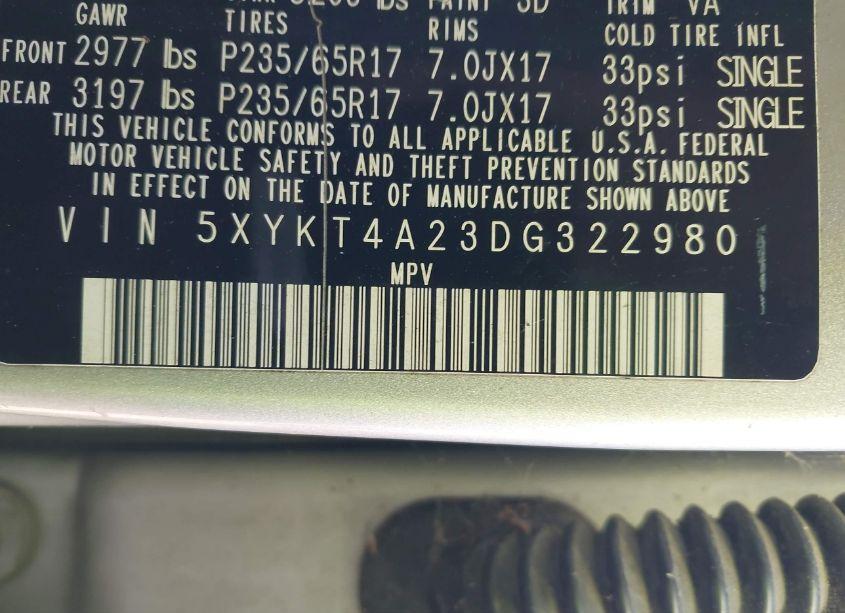 GAWR TIRES RIMS COLD TIRE INFL
FRONT 2977 lbs P235/65R17 7.0JX17 33psi SINGLE
REAR 3197 lbs P235/65R17 7.0JX17 33psi SINGLE
THIS VEHICLE CONFORMS TO ALL APPLICABLE U.S.A. FEDERAL
MOTOR VEHICLE SAFETY AND THEFT PREVENTION STANDARDS
IN EFFECT ON THE DATE OF MANUFACTURE SHOWN ABOVE
VIN 5XYKT4A23DG322980
MPV